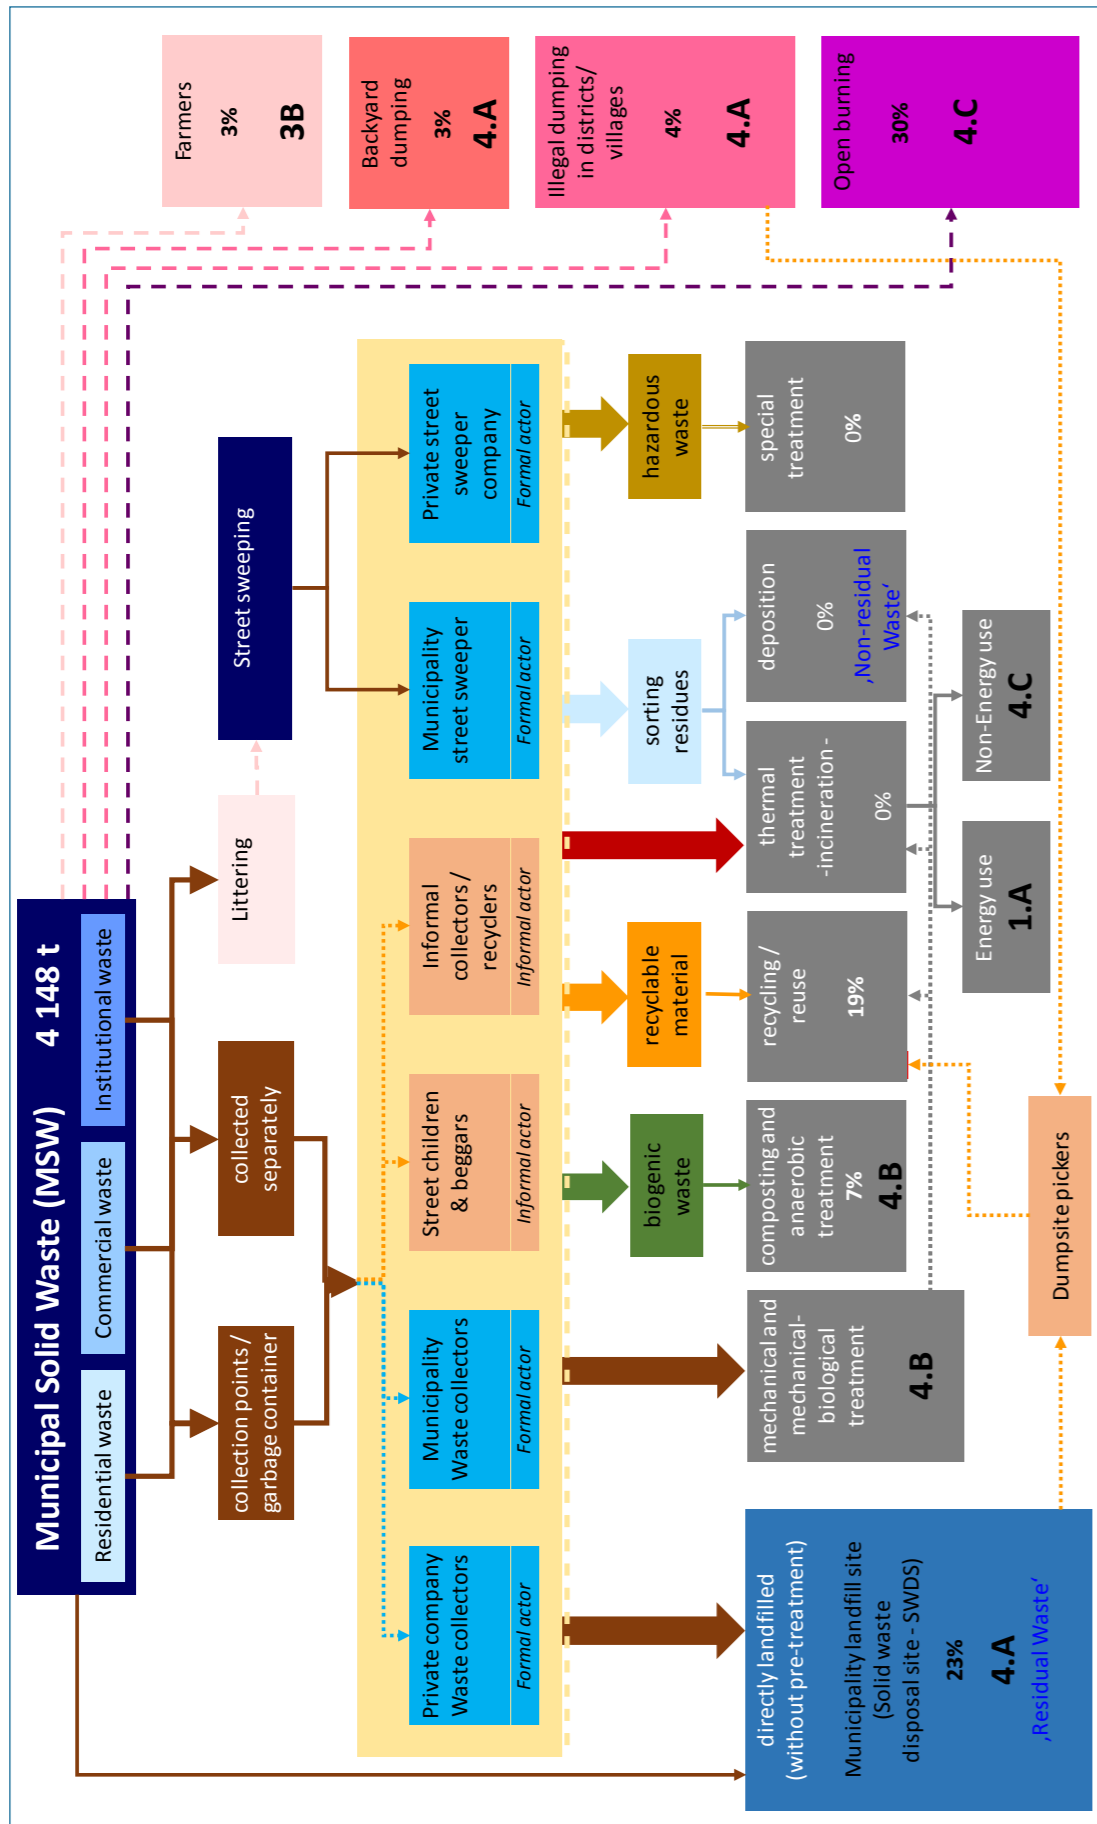 Municipal Solid Waste (MSW) 4 148 t
Residential waste
Commercial waste
Institutional waste
collection points /
garbage container
collected
separately
Littering
Street sweeping
Farmers
3%
3B
Backyard
dumping
3%
4.A
Illegal dumping
in districts/
villages
4%
4.A
Open burning
30%
4.C
Private company
Waste collectors
Formal actor
Municipality
Waste collectors
Formal actor
Street children
& beggars
Informal actor
Informal
collectors /
recyclers
Informal actor
Municipality
street sweeper
Formal actor
Private street
sweeper
company
Formal actor
biogenic
waste
recyclable
material
sorting
residues
hazardous
waste
directly landfilled
(without pre-treatment)
Municipality landfill site
(Solid waste
disposal site - SWDS)
23%
4.A
‚Residual Waste‘
mechanical and
mechanical-
biological
treatment
4.B
composting and
anaerobic
treatment
7%
4.B
recycling /
reuse
19%
thermal
treatment
-incineration -
0%
deposition
0%
‚Non-residual
Waste‘
special
treatment
0%
Energy use
1.A
Non-Energy use
4.C
Dumpsite pickers